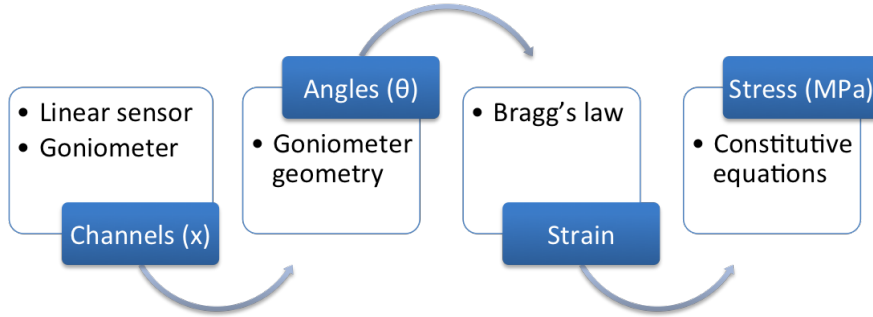 • Linear sensor
• Goniometer
Channels (x)
Angles (θ)
• Goniometer
geometry
• Bragg’s law
Strain
Stress (MPa)
• Constitutive
equations